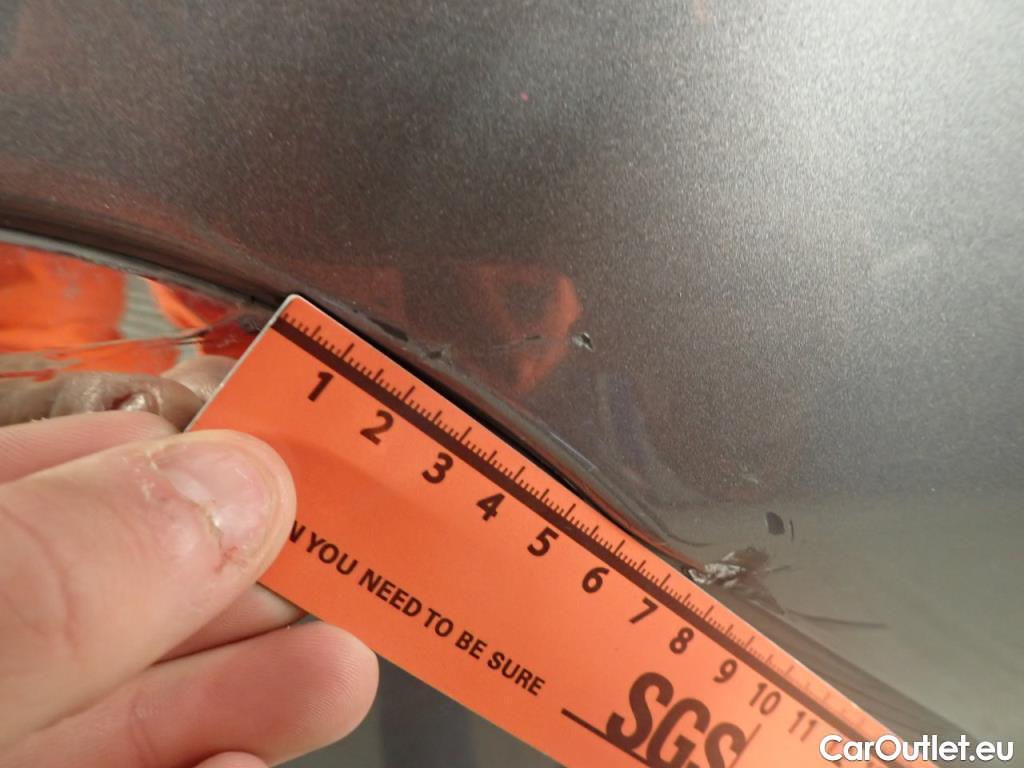 1 2 3 4 5 6 7 8 9 10 11
YOU NEED TO BE SURE
SGS
CarOutlet.eu